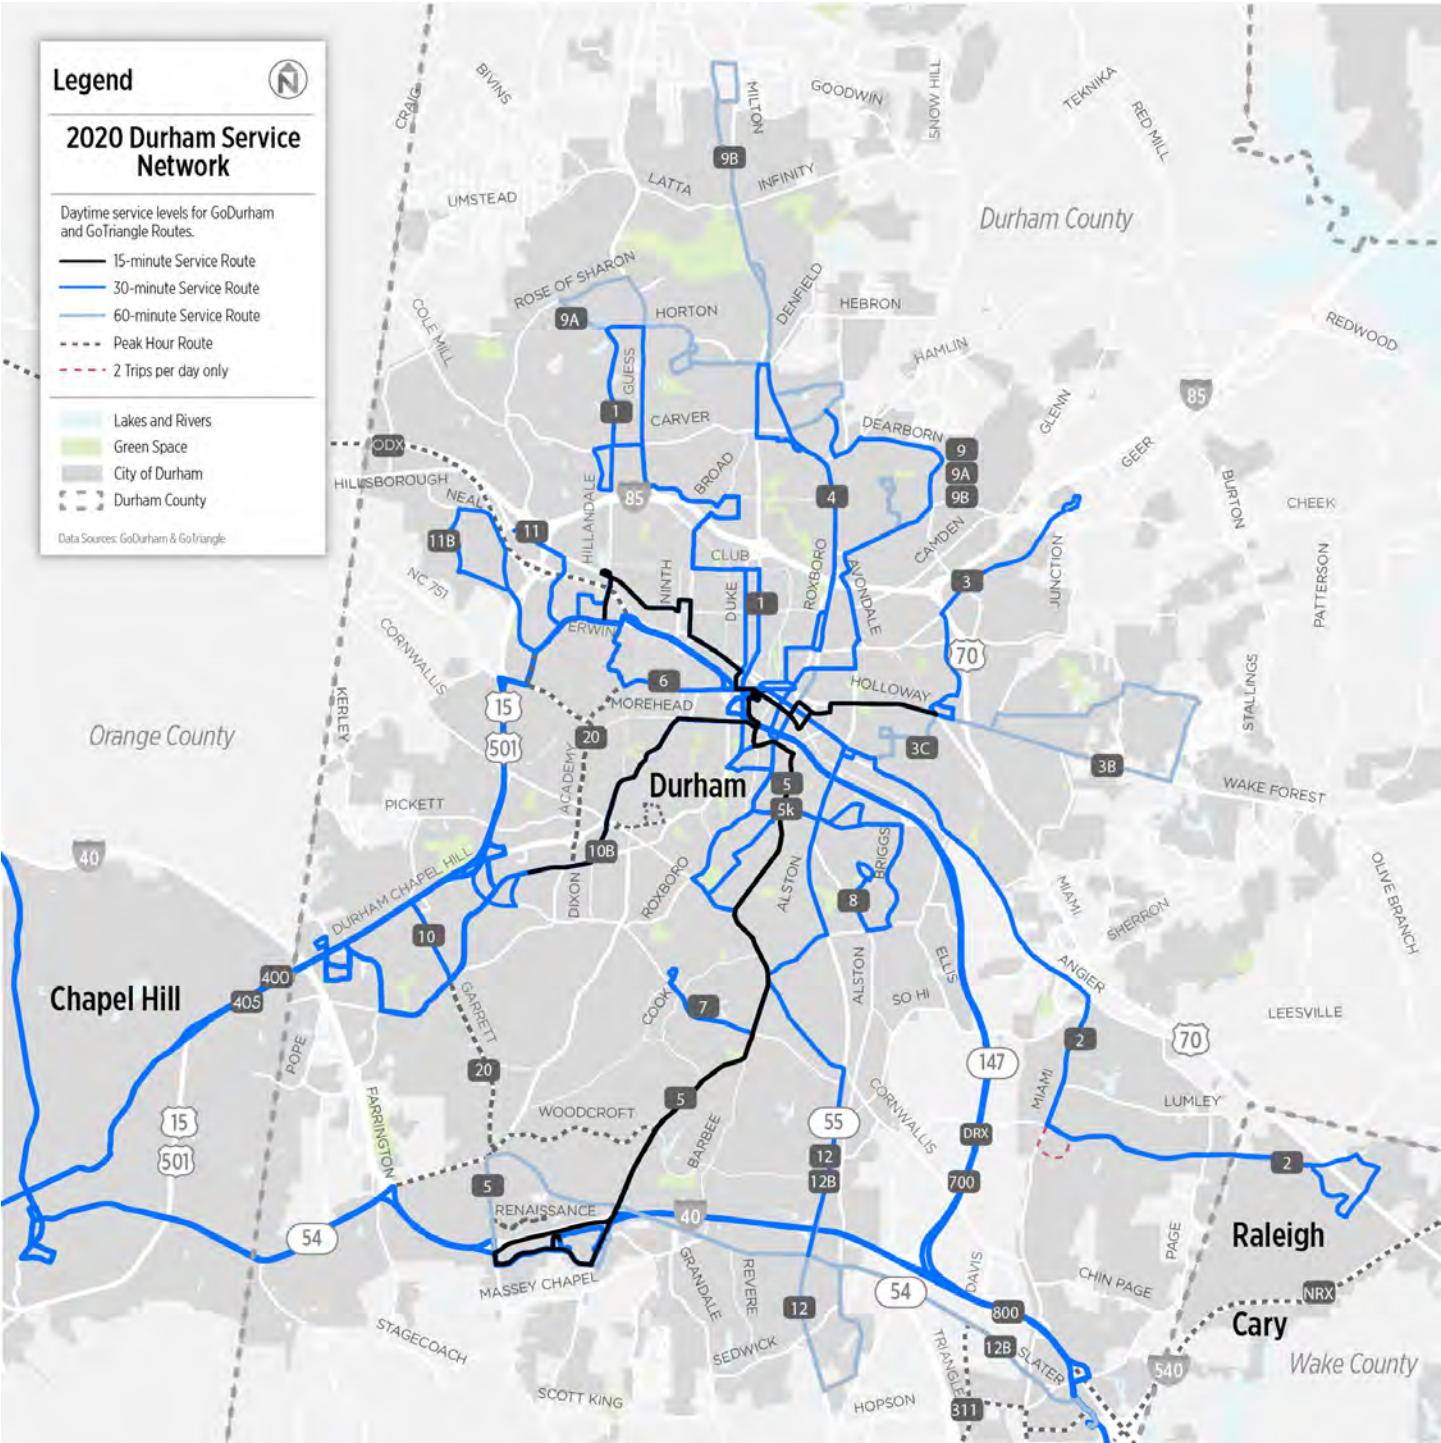 Legend
N
2020 Durham Service
Network
Daytime service levels for GoDurham
and GoTriangle Routes.
15-minute Service Route
30-minute Service Route
60-minute Service Route
Peak Hour Route
2 Trips per day only
Lakes and Rivers
Green Space
City of Durham
Durham County
Data Sources: GoDurham & GoTriangle
CRAIG
BIVINS
MILTON
GOODWIN
SNOW HILL
TEKNIKA
RED MILL
9B
LATTA
INFINITY
UMSTEAD
Durham County
ROSE OF SHARON
DENFIELD
9A
HORTON
HEBRON
REDWOOD
COLE MILL
GUESS
HAMLIN
85
1
CARVER
DEARBORN
GLENN
GEER
ODX
HILLSBOROUGH
NEAL
HILLANDALE
85
BROAD
4
9
9A
9B
BURTON
CHEEK
11B
11
CLUB
CAMDEN
NC 751
NINTH
DUKE
1
ROXBORO
AVONDALE
3
JUNCTION
PATTERSON
CORNWALLIS
ERWIN
70
KERLEY
15
501
6
MOREHEAD
HOLLOWAY
STALLINGS
Orange County
20
ACADEMY
3C
3B
WAKE FOREST
Durham
5
5k
PICKETT
40
10B
BRIGGS
DURHAM CHAPEL HILL
DIXON
ROXBORO
ALSTON
8
MIAMI
SHERRON
OLIVE BRANCH
10
400
405
Chapel Hill
GARRETT
COOK
7
ALSTON
ELLIS
SO HI
ANGIER
LEESVILLE
POPE
20
147
2
70
FARRINGTON
5
WOODCROFT
BARBEE
55
CORNWALLIS
MIAMI
LUMLEY
15
501
12
12B
DRX
700
2
5
RENAISSANCE
40
54
MASSEY CHAPEL
GRANDALE
REVERE
54
DAVIS
PAGE
CHIN PAGE
Raleigh
NRX
Cary
STAGECOACH
SEDWICK
12
800
12B
SLATER
TRIANGLE
540
Wake County
SCOTT KING
HOPSON
311